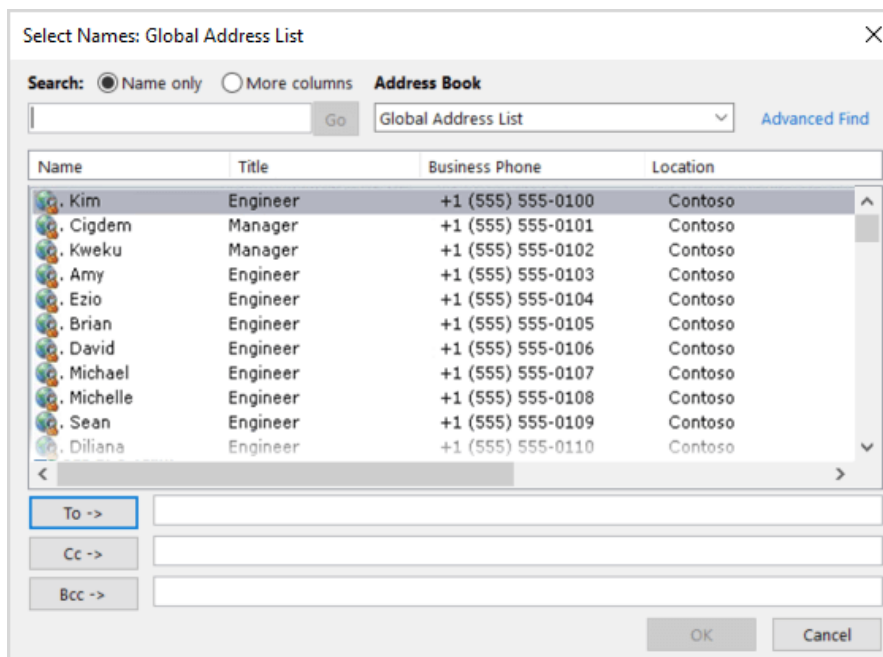 Select Names: Global Address List
Search: Name only More columns Address Book
Go Global Address List Advanced Find
Name Title Business Phone Location
. Kim Engineer +1 (555) 555-0100 Contoso
. Cigdem Manager +1 (555) 555-0101 Contoso
. Kweku Manager +1 (555) 555-0102 Contoso
. Amy Engineer +1 (555) 555-0103 Contoso
. Ezio Engineer +1 (555) 555-0104 Contoso
. Brian Engineer +1 (555) 555-0105 Contoso
. David Engineer +1 (555) 555-0106 Contoso
. Michael Engineer +1 (555) 555-0107 Contoso
. Michelle Engineer +1 (555) 555-0108 Contoso
. Sean Engineer +1 (555) 555-0109 Contoso
. Diliana Engineer +1 (555) 555-0110 Contoso
To ->
Cc ->
Bcc ->
OK Cancel